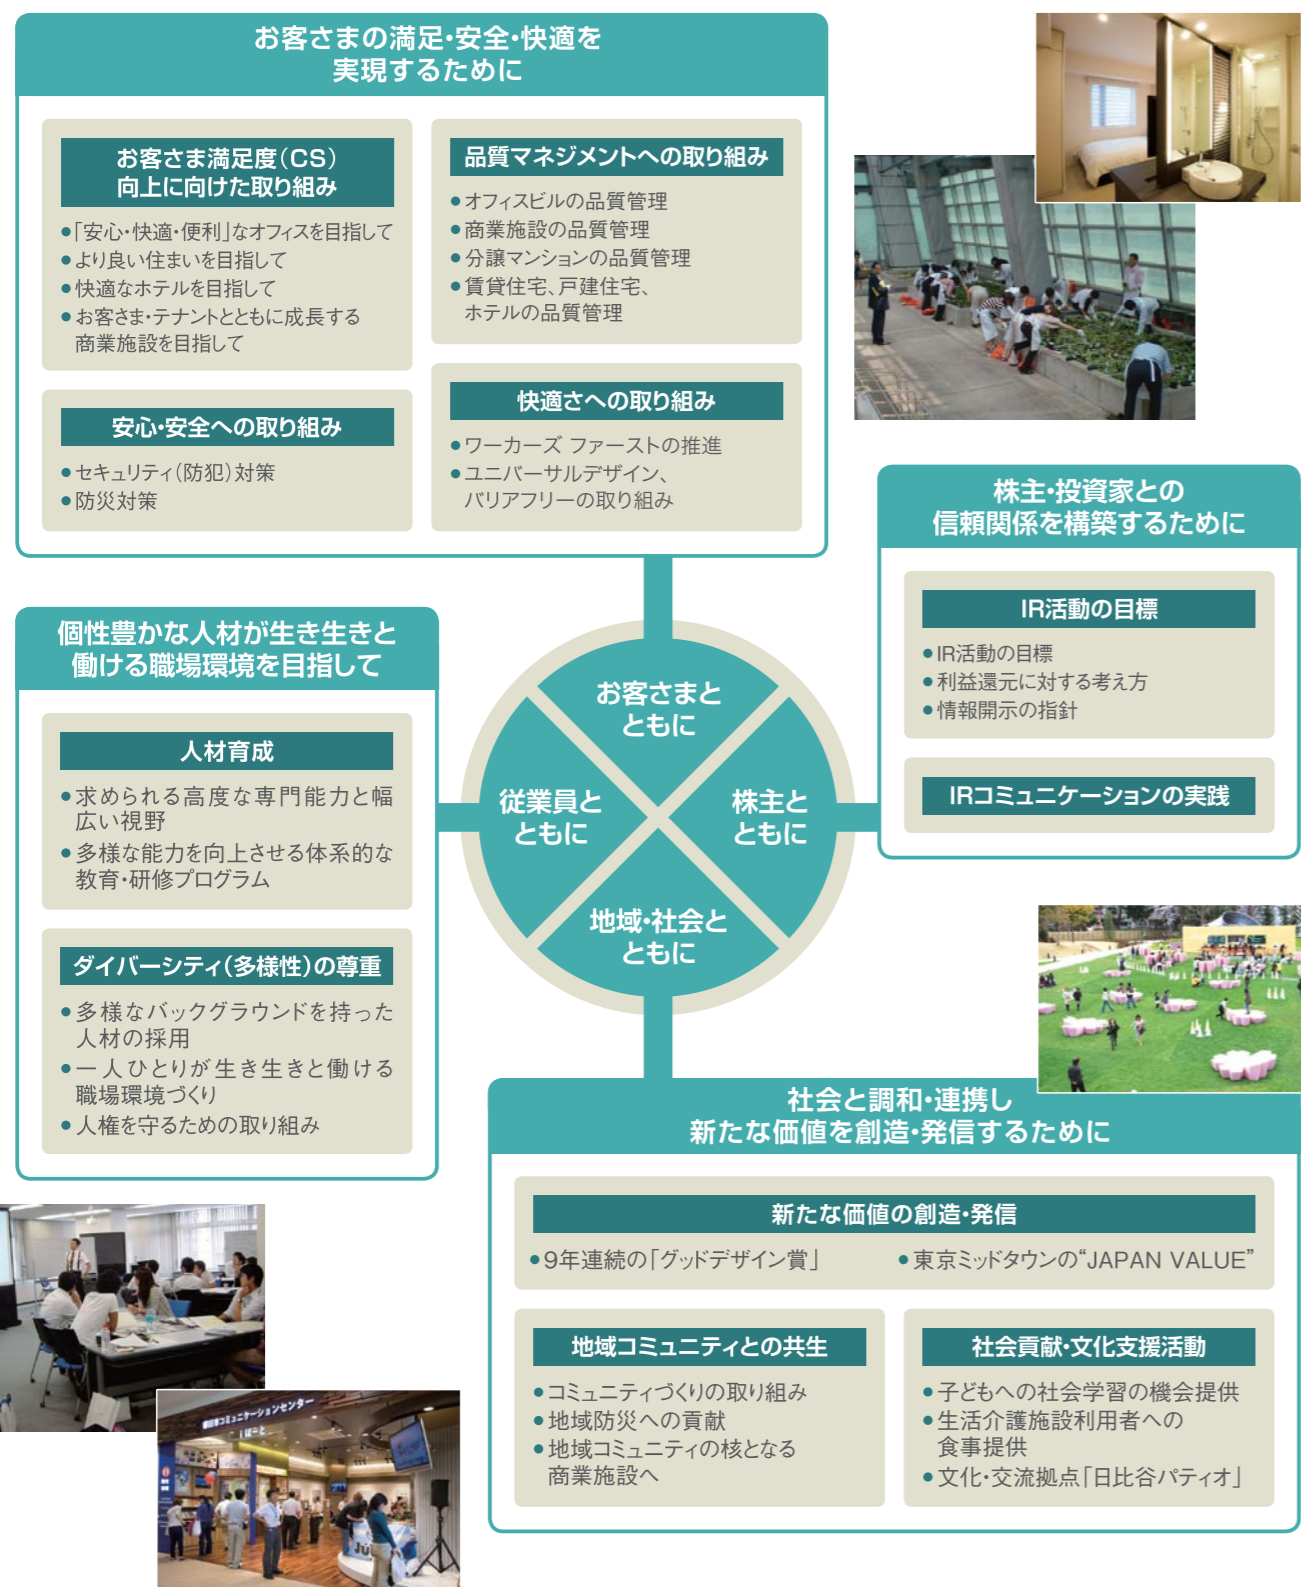 お客さまの満足・安全・快適を
実現するために
お客さま満足度（CS）
向上に向けた取り組み
●「安心・快適・便利」なオフィスを目指して
●より良い住まいを目指して
●快適なホテルを目指して
●お客さま・テナントとともに成長する
商業施設を目指して
安心・安全への取り組み
●セキュリティ（防犯）対策
●防災対策
品質マネジメントへの取り組み
●オフィスビルの品質管理
●商業施設の品質管理
●分譲マンションの品質管理
●賃貸住宅、戸建住宅、
ホテルの品質管理
快適さへの取り組み
●ワーカーズ ファーストの推進
●ユニバーサルデザイン、
バリアフリーの取り組み
株主・投資家との
信頼関係を構築するために
IR活動の目標
●IR活動の目標
●利益還元に対する考え方
●情報開示の指針
IRコミュニケーションの実践
個性豊かな人材が生き生きと
働ける職場環境を目指して
人材育成
●求められる高度な専門能力と幅
広い視野
●多様な能力を向上させる体系的な
教育・研修プログラム
ダイバーシティ（多様性）の尊重
●多様なバックグラウンドを持った
人材の採用
●一人ひとりが生き生きと働ける
職場環境づくり
●人権を守るための取り組み
お客さまと
ともに
従業員と
ともに
株主と
ともに
地域・社会と
ともに
社会と調和・連携し
新たな価値を創造・発信するために
新たな価値の創造・発信
●9年連続の「グッドデザイン賞」
●東京ミッドタウンの“JAPAN VALUE”
地域コミュニティとの共生
●コミュニティづくりの取り組み
●地域防災への貢献
●地域コミュニティの核となる
商業施設へ
社会貢献・文化支援活動
●子どもへの社会学習の機会提供
●生活介護施設利用者への
食事提供
●文化・交流拠点「日比谷パティオ」